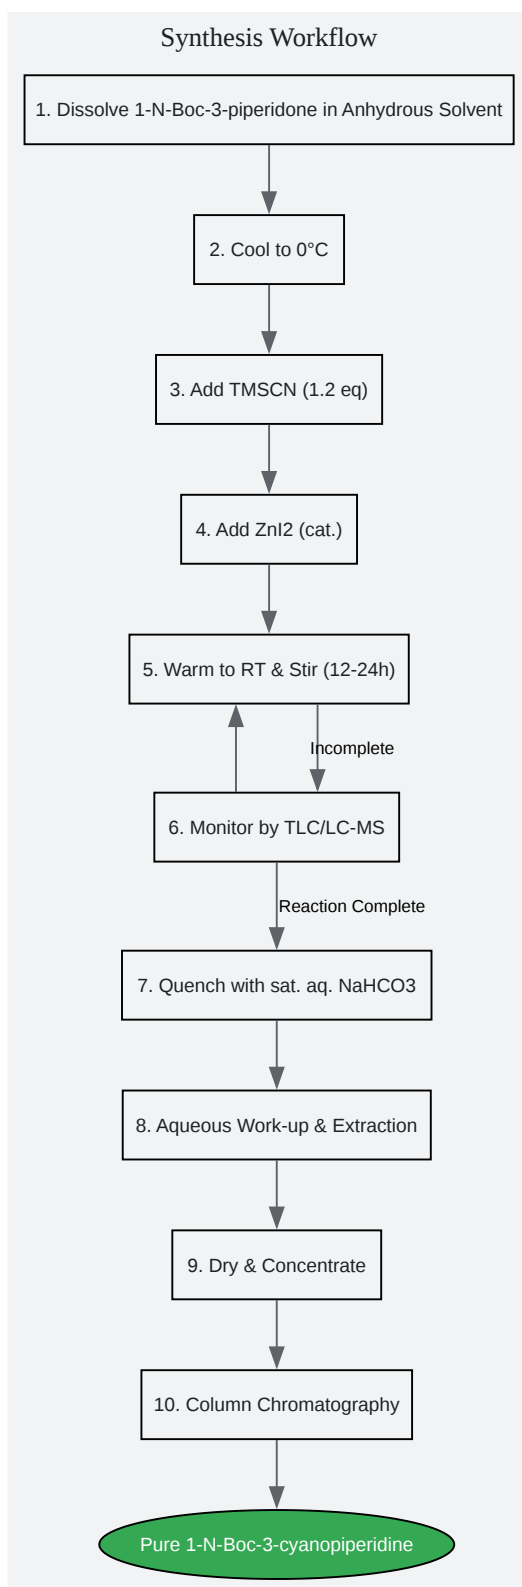 Synthesis Workflow
1. Dissolve 1-N-Boc-3-piperidone in Anhydrous Solvent
2. Cool to 0°C
3. Add TMSCN (1.2 eq)
4. Add ZnI2 (cat.)
5. Warm to RT & Stir (12-24h)
Incomplete
6. Monitor by TLC/LC-MS
Reaction Complete
7. Quench with sat. aq. NaHCO3
8. Aqueous Work-up & Extraction
9. Dry & Concentrate
10. Column Chromatography
Pure 1-N-Boc-3-cyanopiperidine